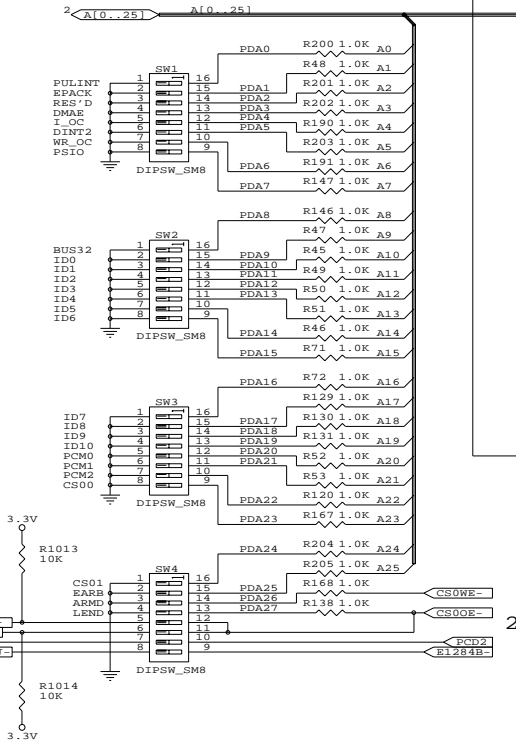 2 A[0..25] A[0..25]
PDA0 R200 1.0K A0
SW1 R48 1.0K A1
PULINT 1 16 R201 1.0K A2
EPACK 2 15 PDA1
RES'D 3 14 PDA2 R202 1.0K A3
DMAE 4 13 PDA3
I_OC 5 12 PDA4 R190 1.0K A4
DINT2 6 11 PDA5
WR_OC 7 10 R203 1.0K A5
PSIO 8 9
PDA6 R191 1.0K A6
DIPSW_SM8
PDA7 R147 1.0K A7
PDA8 R146 1.0K A8
SW2 R47 1.0K A9
BUS32 1 16 R45 1.0K A10
ID0 2 15 PDA9
ID1 3 14 PDA10 R49 1.0K A11
ID2 4 13 PDA11
ID3 5 12 PDA12 R50 1.0K A12
ID4 6 11 PDA13
ID5 7 10 R51 1.0K A13
ID6 8 9
PDA14 R46 1.0K A14
DIPSW_SM8
PDA15 R71 1.0K A15
PDA16 R72 1.0K A16
SW3 R129 1.0K A17
ID7 1 16 R130 1.0K A18
ID8 2 15 PDA17
ID9 3 14 PDA18 R131 1.0K A19
ID10 4 13 PDA19
PCM0 5 12 PDA20 R52 1.0K A20
PCM1 6 11 PDA21
PCM2 7 10 R53 1.0K A21
CS00 8 9
PDA22 R120 1.0K A22
DIPSW_SM8
PDA23 R167 1.0K A23
3.3V
R1013
10K
PDA24 R204 1.0K A24
SW4 R205 1.0K A25
CS01 1 16 R168 1.0K
EARB 2 15 PDA25 CS0WE-
ARMD 3 14 PDA26 R138 1.0K
LEND 4 13 PDA27 CS0OE-
5 12
6 11
7 10 PCD2
8 9 E1284B-
2
DIPSW_SM8
R1014
10K
3.3V